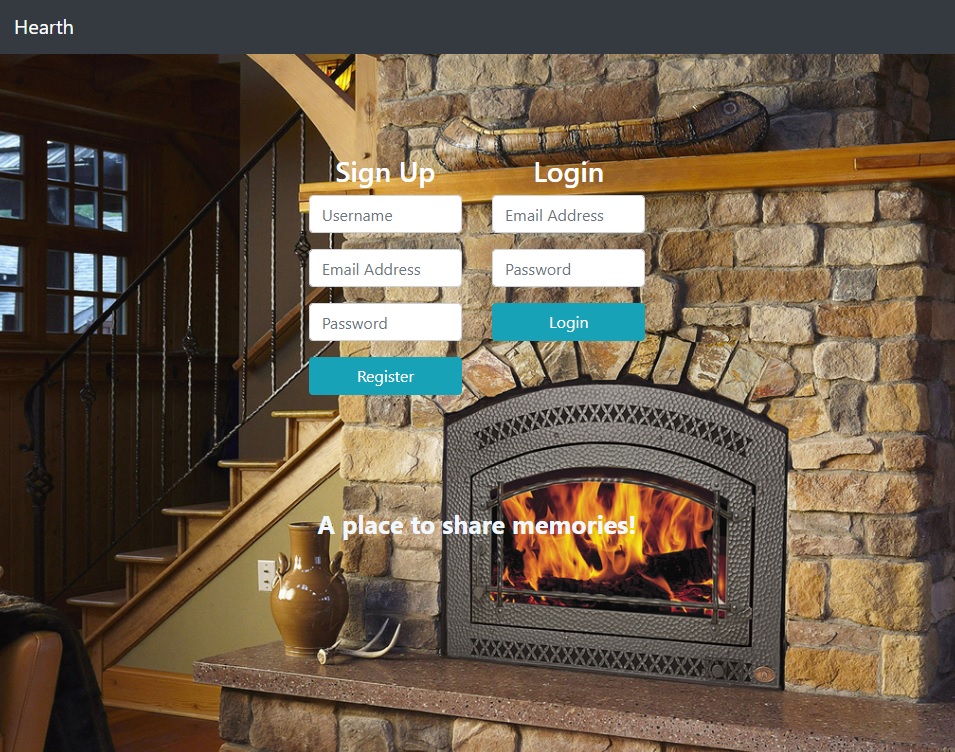 Hearth
Sign Up
Username
Email Address
Password
Register
Login
Email Address
Password
Login
A place to share memories!